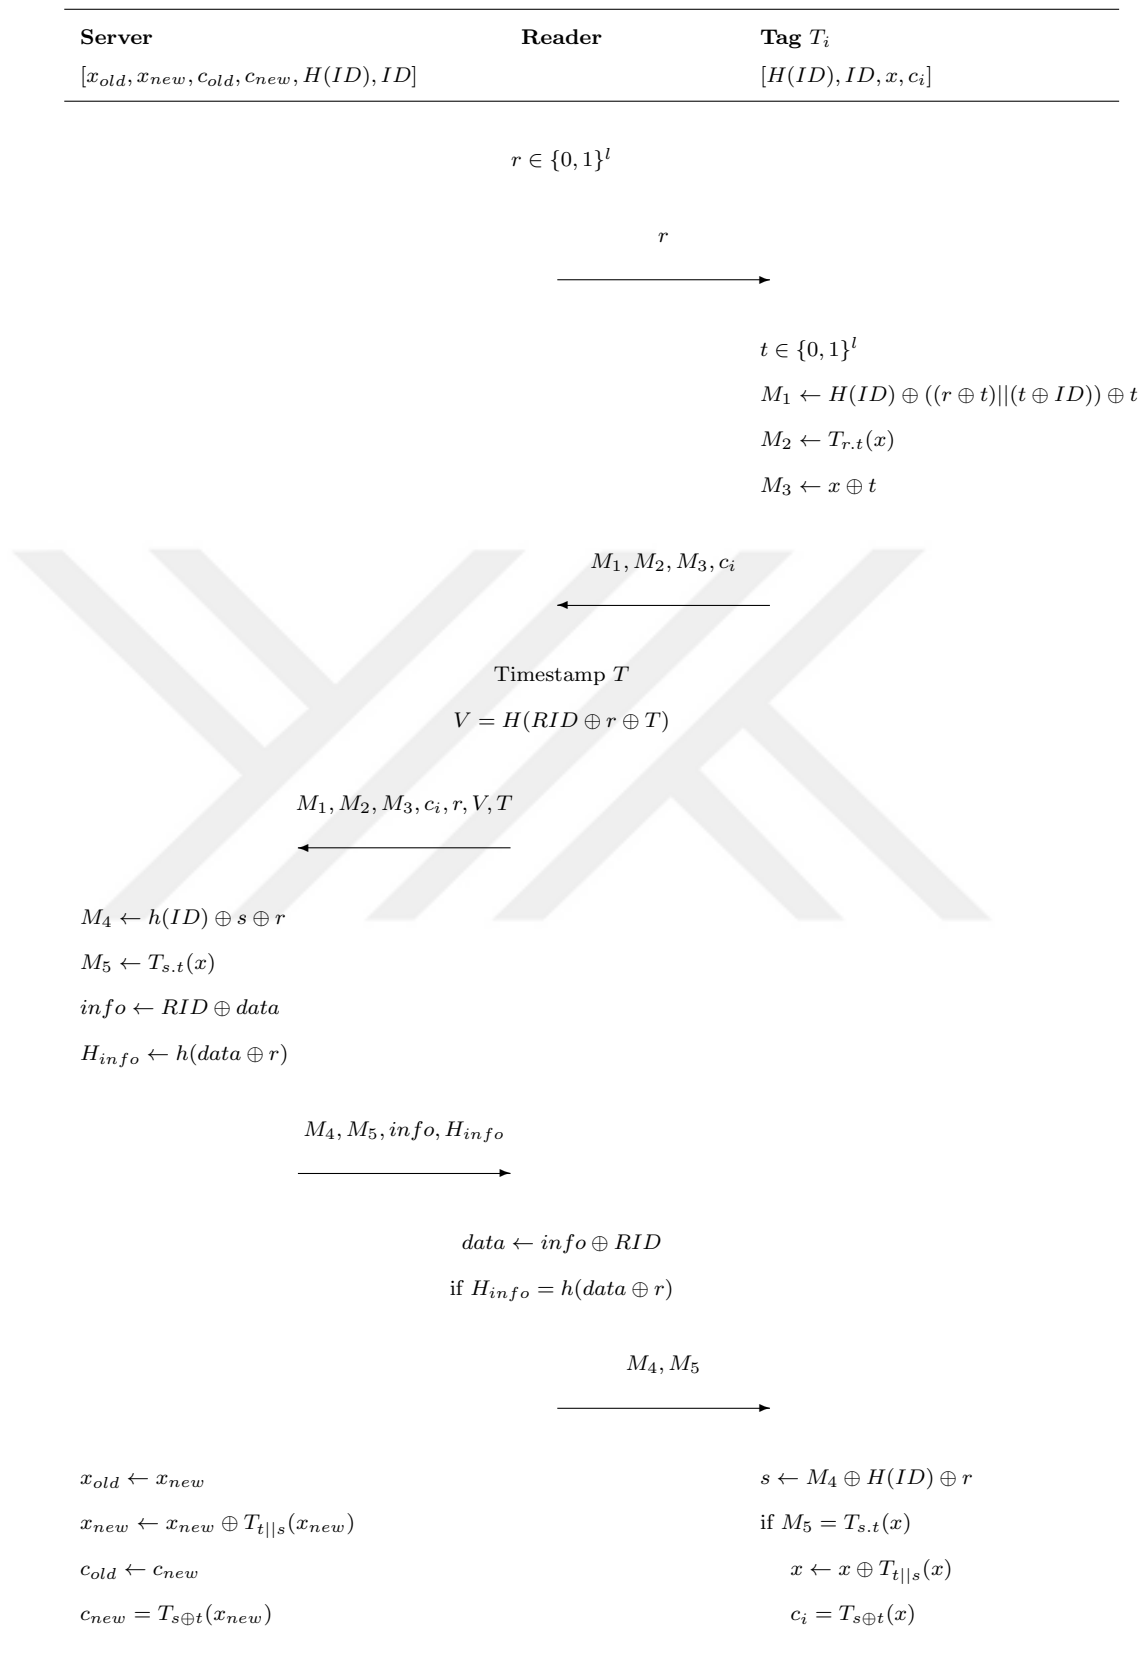 Server Reader Tag $T_i$
$[x_{old}, x_{new}, c_{old}, c_{new}, H(ID), ID]$ $[H(ID), ID, x, c_i]$
$r \in \{0, 1\}^l$
$r$
$t \in \{0, 1\}^l$
$M_1 \leftarrow H(ID) \oplus ((r \oplus t)||(t \oplus ID)) \oplus t$
$M_2 \leftarrow T_{r.t}(x)$
$M_3 \leftarrow x \oplus t$
$M_1, M_2, M_3, c_i$
Timestamp $T$
$V = H(RID \oplus r \oplus T)$
$M_1, M_2, M_3, c_i, r, V, T$
$M_4 \leftarrow h(ID) \oplus s \oplus r$
$M_5 \leftarrow T_{s.t}(x)$
$info \leftarrow RID \oplus data$
$H_{info} \leftarrow h(data \oplus r)$
$M_4, M_5, info, H_{info}$
$data \leftarrow info \oplus RID$
if $H_{info} = h(data \oplus r)$
$M_4, M_5$
$x_{old} \leftarrow x_{new}$ $s \leftarrow M_4 \oplus H(ID) \oplus r$
$x_{new} \leftarrow x_{new} \oplus T_{t||s}(x_{new})$ if $M_5 = T_{s.t}(x)$
$c_{old} \leftarrow c_{new}$ $x \leftarrow x \oplus T_{t||s}(x)$
$c_{new} = T_{s \oplus t}(x_{new})$ $c_i = T_{s \oplus t}(x)$